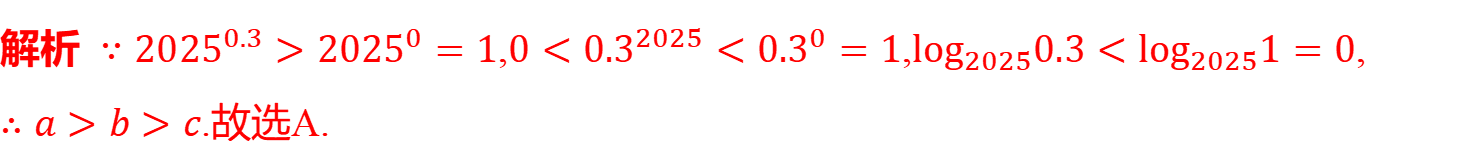 解析 ∵ 2025^{0.3} > 2025^{0} = 1,0 < 0.3^{2025} < 0.3^{0} = 1,log_{2025}0.3 < log_{2025}1 = 0,
∴ a > b > c.故选A.